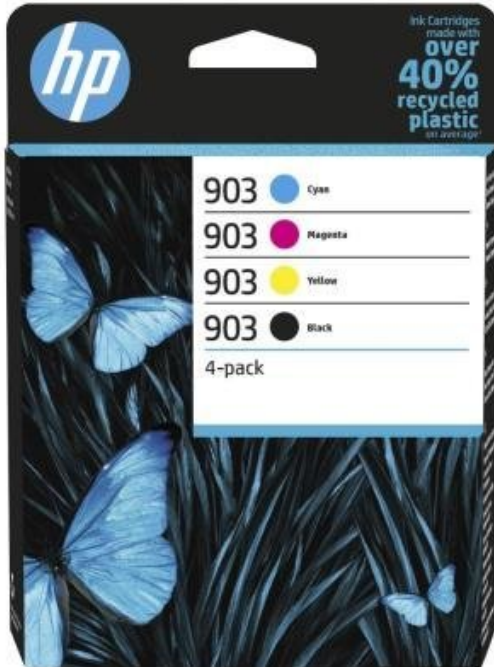 hp
Ink Cartridges
made with
over
40%
recycled
plastic
on average¹
903 Cyan
903 Magenta
903 Yellow
903 Black
4-pack